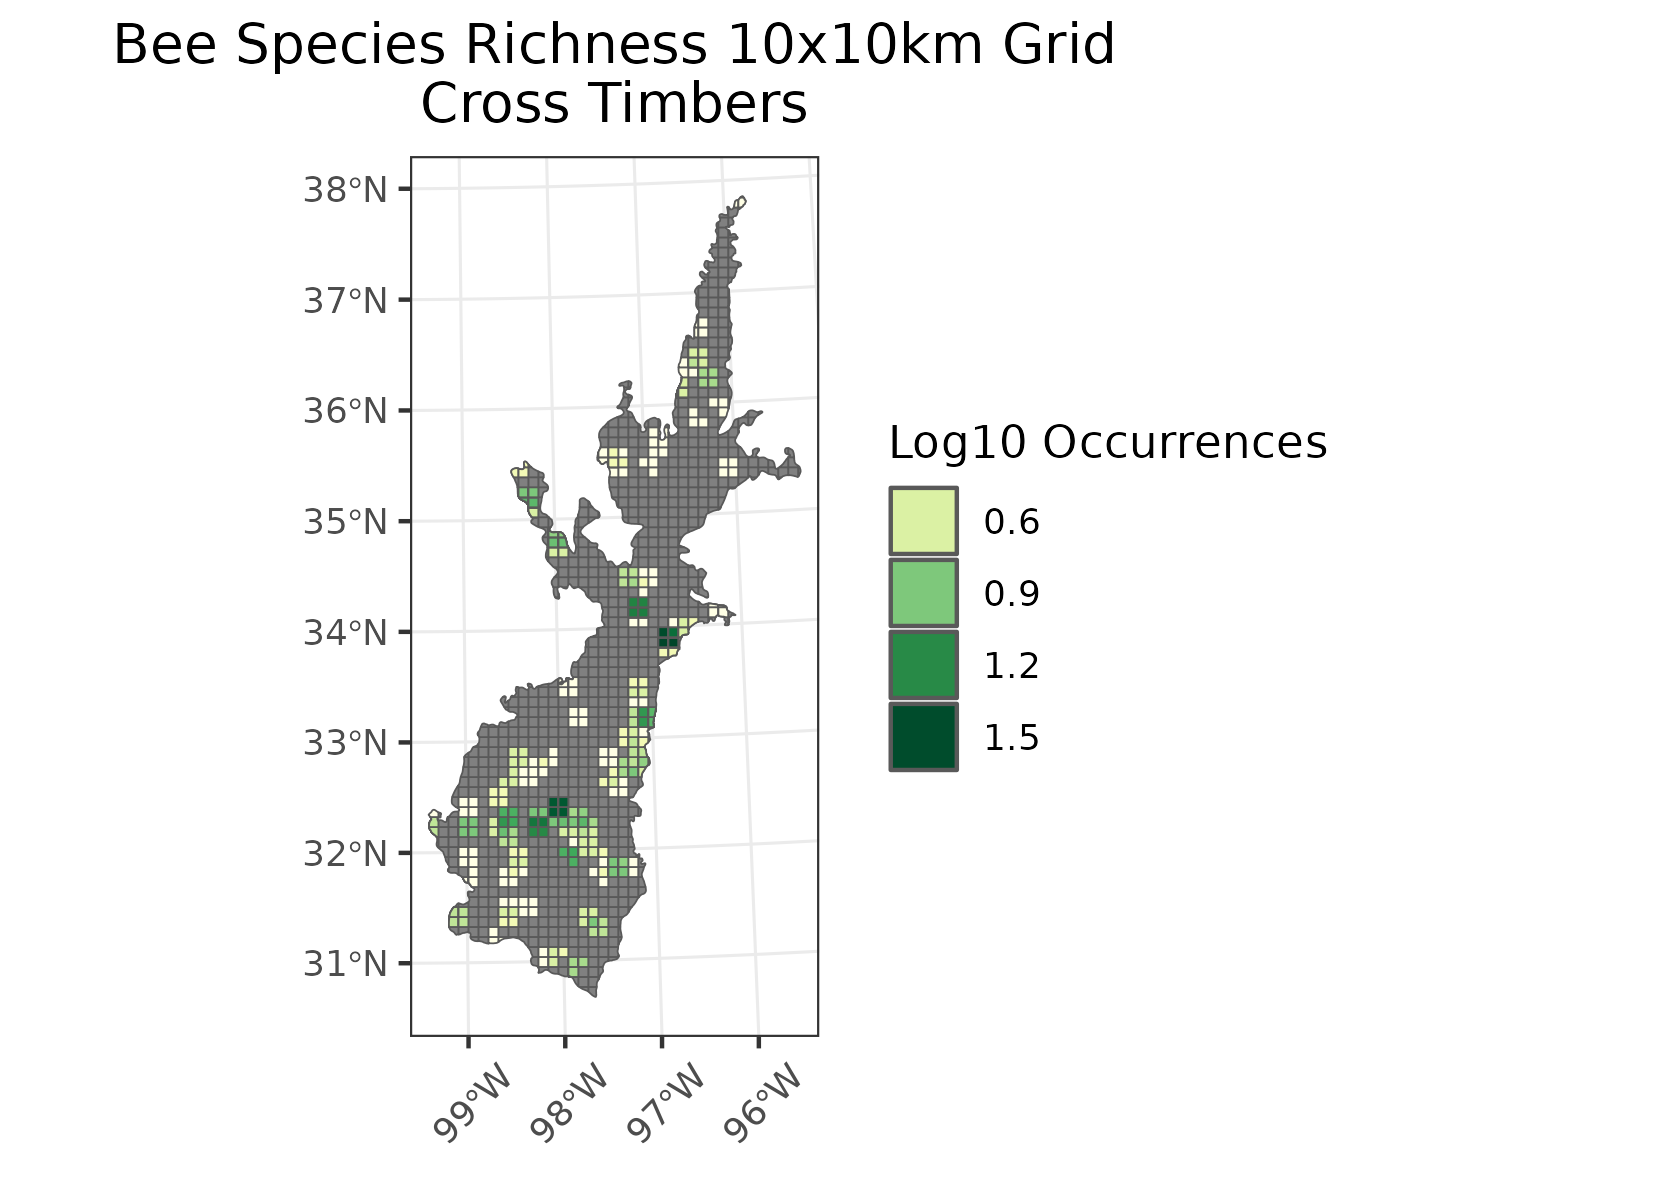 Bee Species Richness 10x10km Grid
Cross Timbers
38°N
37°N
36°N
35°N
34°N
33°N
32°N
31°N
99°W
98°W
97°W
96°W
Log10 Occurrences
0.6
0.9
1.2
1.5